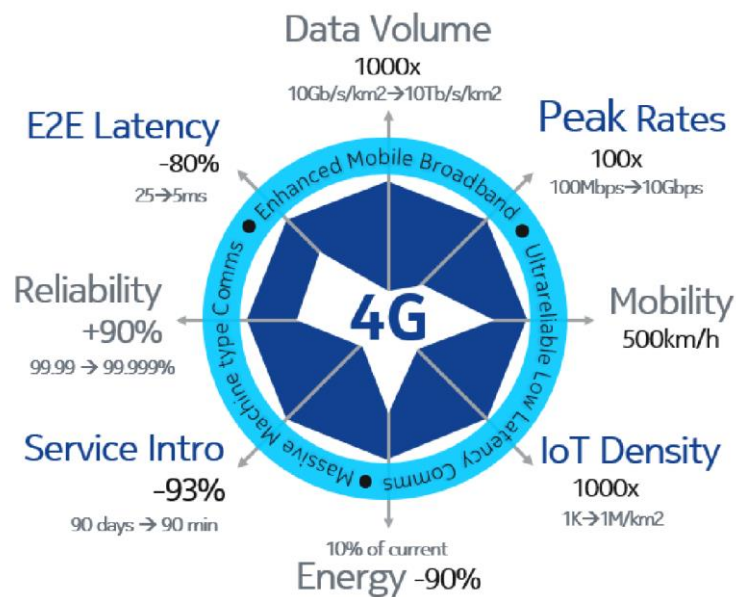 Data Volume
1000x
10Gb/s/km2→10Tb/s/km2
E2E Latency
-80%
25→5ms
Peak Rates
100x
100Mbps→10Gbps
Enhanced Mobile Broadband
Ultrareliable Low Latency Comms
Massive Machine type Comms
4G
Reliability
+90%
99.99 → 99.999%
Mobility
500km/h
Service Intro
-93%
90 days → 90 min
IoT Density
1000x
1K→1M/km2
10% of current
Energy -90%